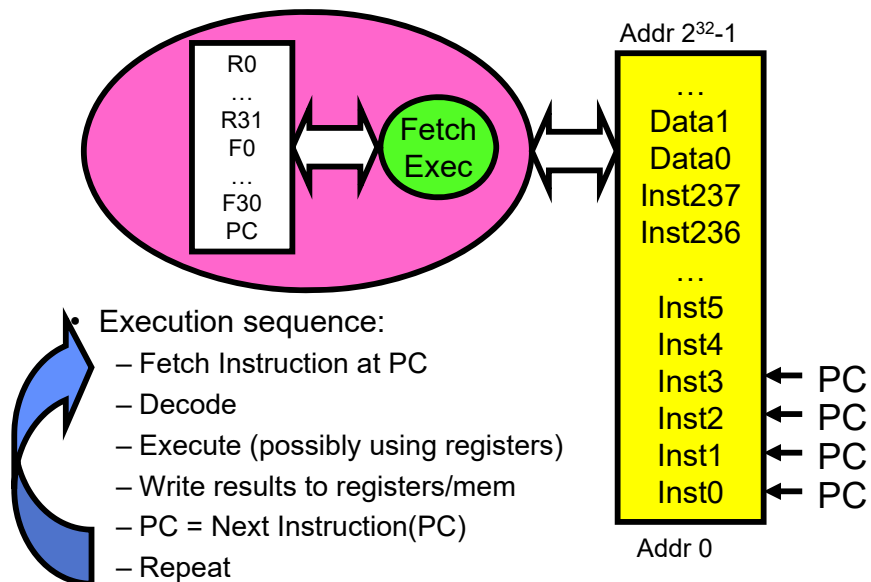 R0
…
R31
F0
…
F30
PC
Fetch
Exec
Addr 2³²-1
…
Data1
Data0
Inst237
Inst236
…
Inst5
Inst4
Inst3
Inst2
Inst1
Inst0
PC
PC
PC
PC
Addr 0
• Execution sequence:
– Fetch Instruction at PC
– Decode
– Execute (possibly using registers)
– Write results to registers/mem
– PC = Next Instruction(PC)
– Repeat